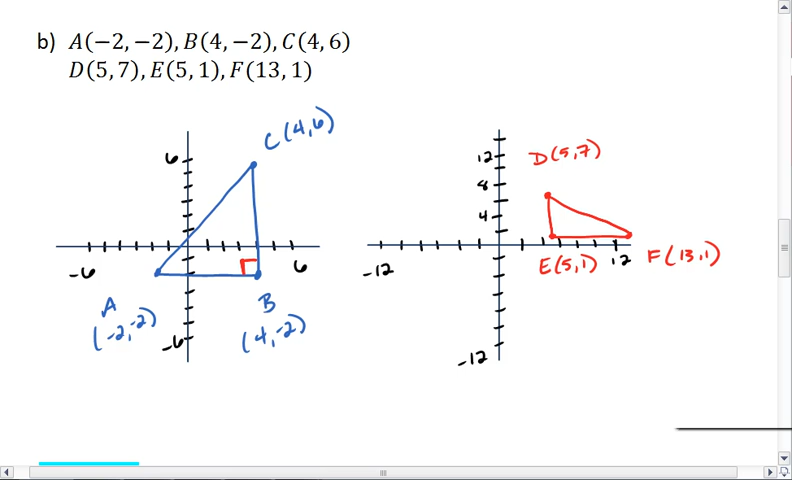 b) A(−2, −2), B(4, −2), C(4, 6)
D(5, 7), E(5, 1), F(13, 1)
C (4,6)
6
-6
6
A
(-2,-2)
B
(4,-2)
-6
12
D(5,7)
8
4
-12
E(5,1)
12
F(13,1)
-12